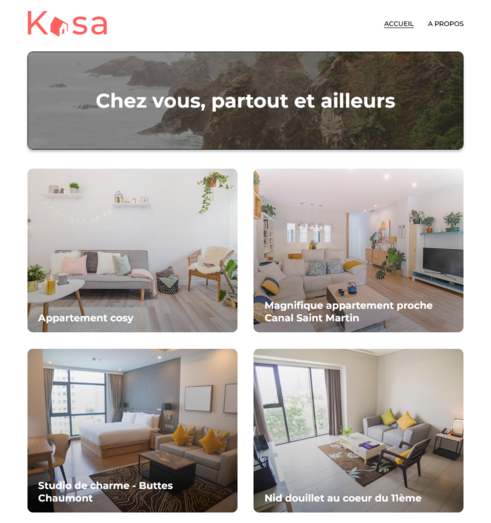 Kasa
ACCUEIL
A PROPOS
Chez vous, partout et ailleurs
Appartement cosy
Magnifique appartement proche
Canal Saint Martin
Studio de charme - Buttes
Chaumont
Nid douillet au coeur du 11ème